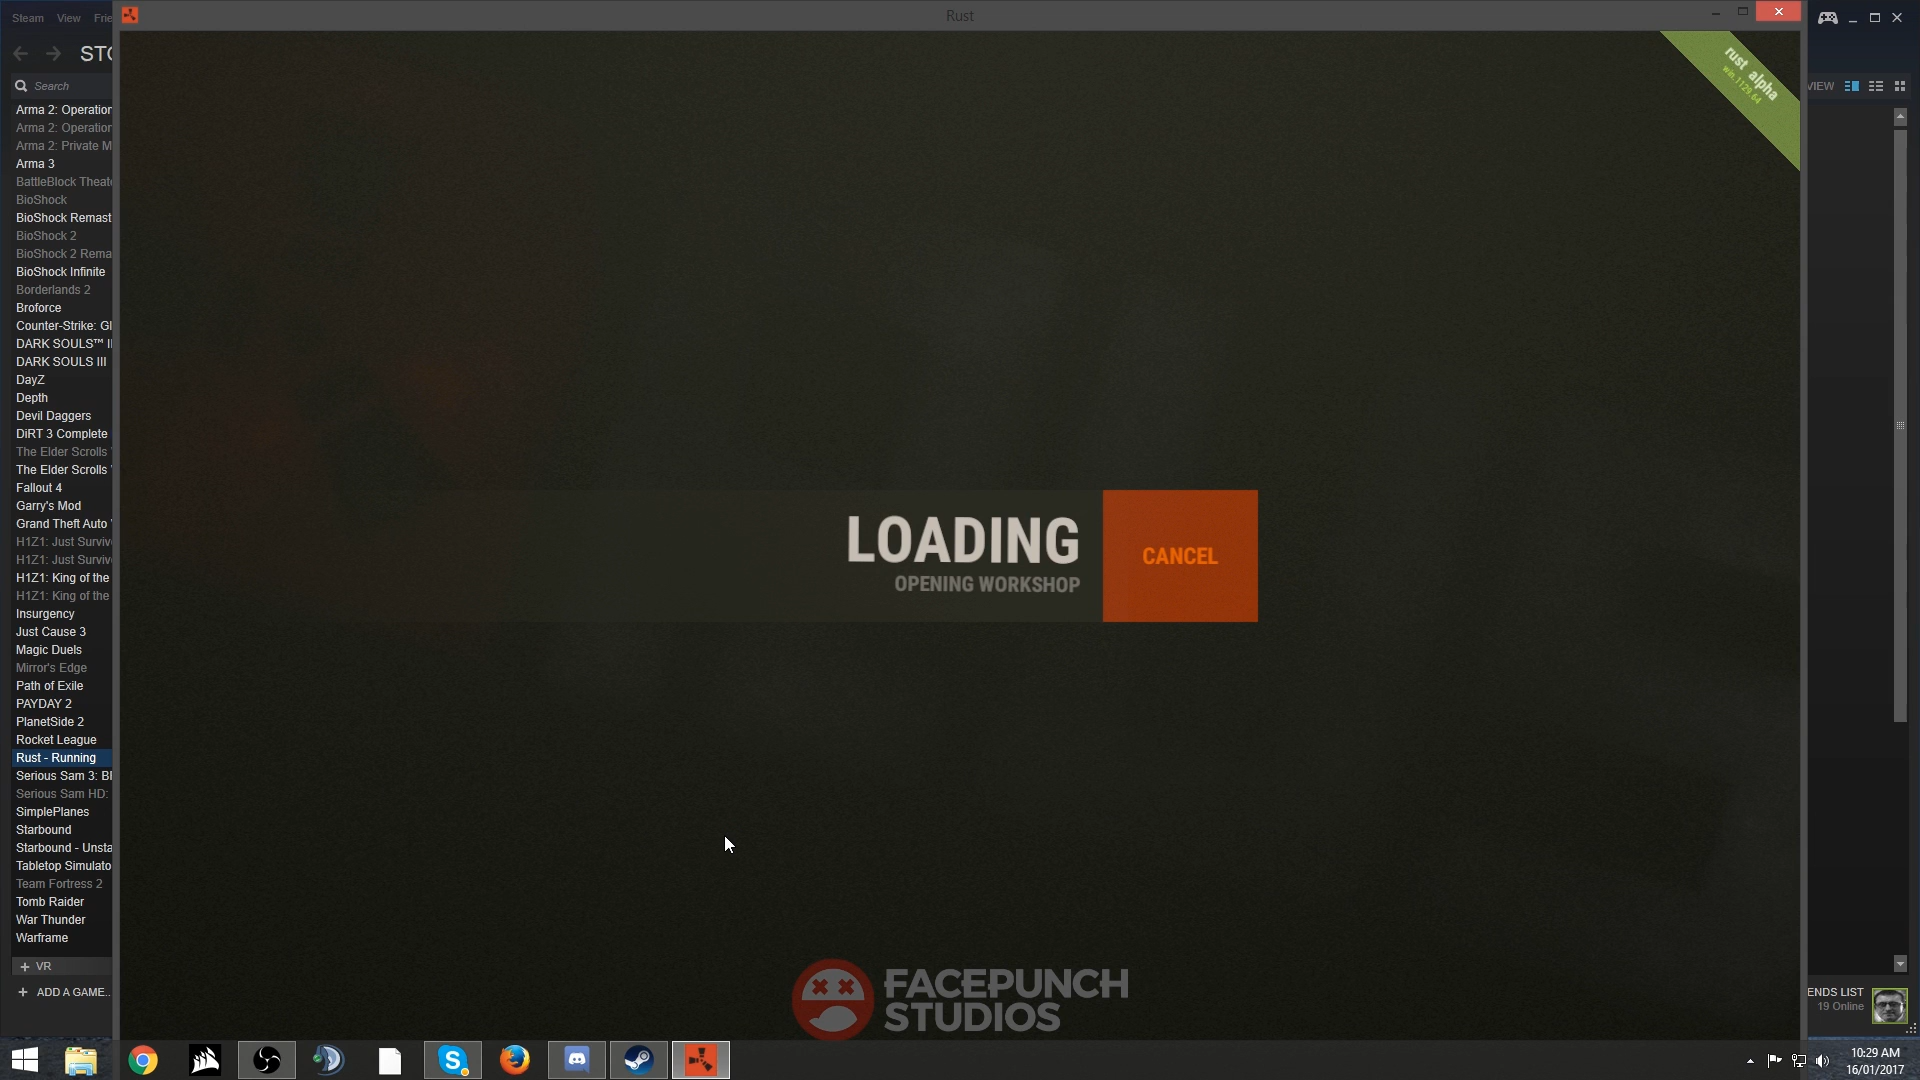 Steam View Frie
Rust
STO
Search
VIEW
rust alpha
win.1129.64
Arma 2: Operation
Arma 2: Operation
Arma 2: Private M
Arma 3
BattleBlock Theat
BioShock
BioShock Remast
BioShock 2
BioShock 2 Rema
BioShock Infinite
Borderlands 2
Broforce
Counter-Strike: Gl
DARK SOULS™ II
DARK SOULS III
DayZ
Depth
Devil Daggers
DiRT 3 Complete
The Elder Scrolls
The Elder Scrolls
Fallout 4
Garry's Mod
Grand Theft Auto
H1Z1: Just Surviv
H1Z1: Just Surviv
H1Z1: King of the
H1Z1: King of the
Insurgency
Just Cause 3
Magic Duels
Mirror's Edge
Path of Exile
PAYDAY 2
PlanetSide 2
Rocket League
Rust - Running
Serious Sam 3: B
Serious Sam HD:
SimplePlanes
Starbound
Starbound - Unsta
Tabletop Simulato
Team Fortress 2
Tomb Raider
War Thunder
Warframe
+ VR
+ ADD A GAME...
LOADING
OPENING WORKSHOP
CANCEL
FACEPUNCH
STUDIOS
ENDS LIST
19 Online
10:29 AM
16/01/2017